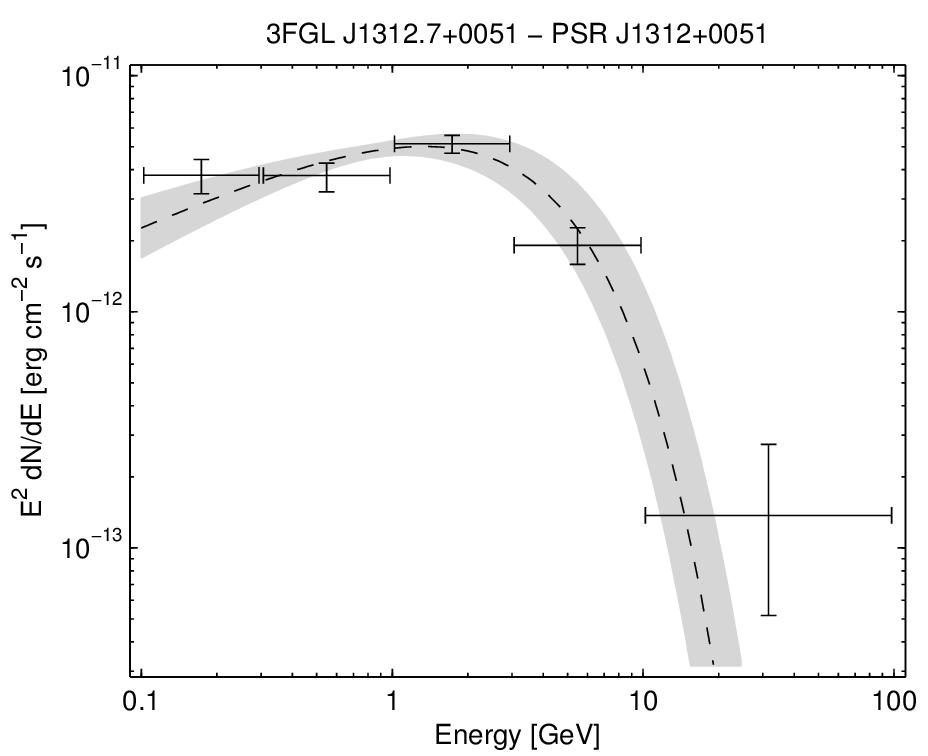 3FGL J1312.7+0051 − PSR J1312+0051
E² dN/dE [erg cm⁻² s⁻¹]
10⁻¹¹
10⁻¹²
10⁻¹³
0.1 1 10 100
Energy [GeV]